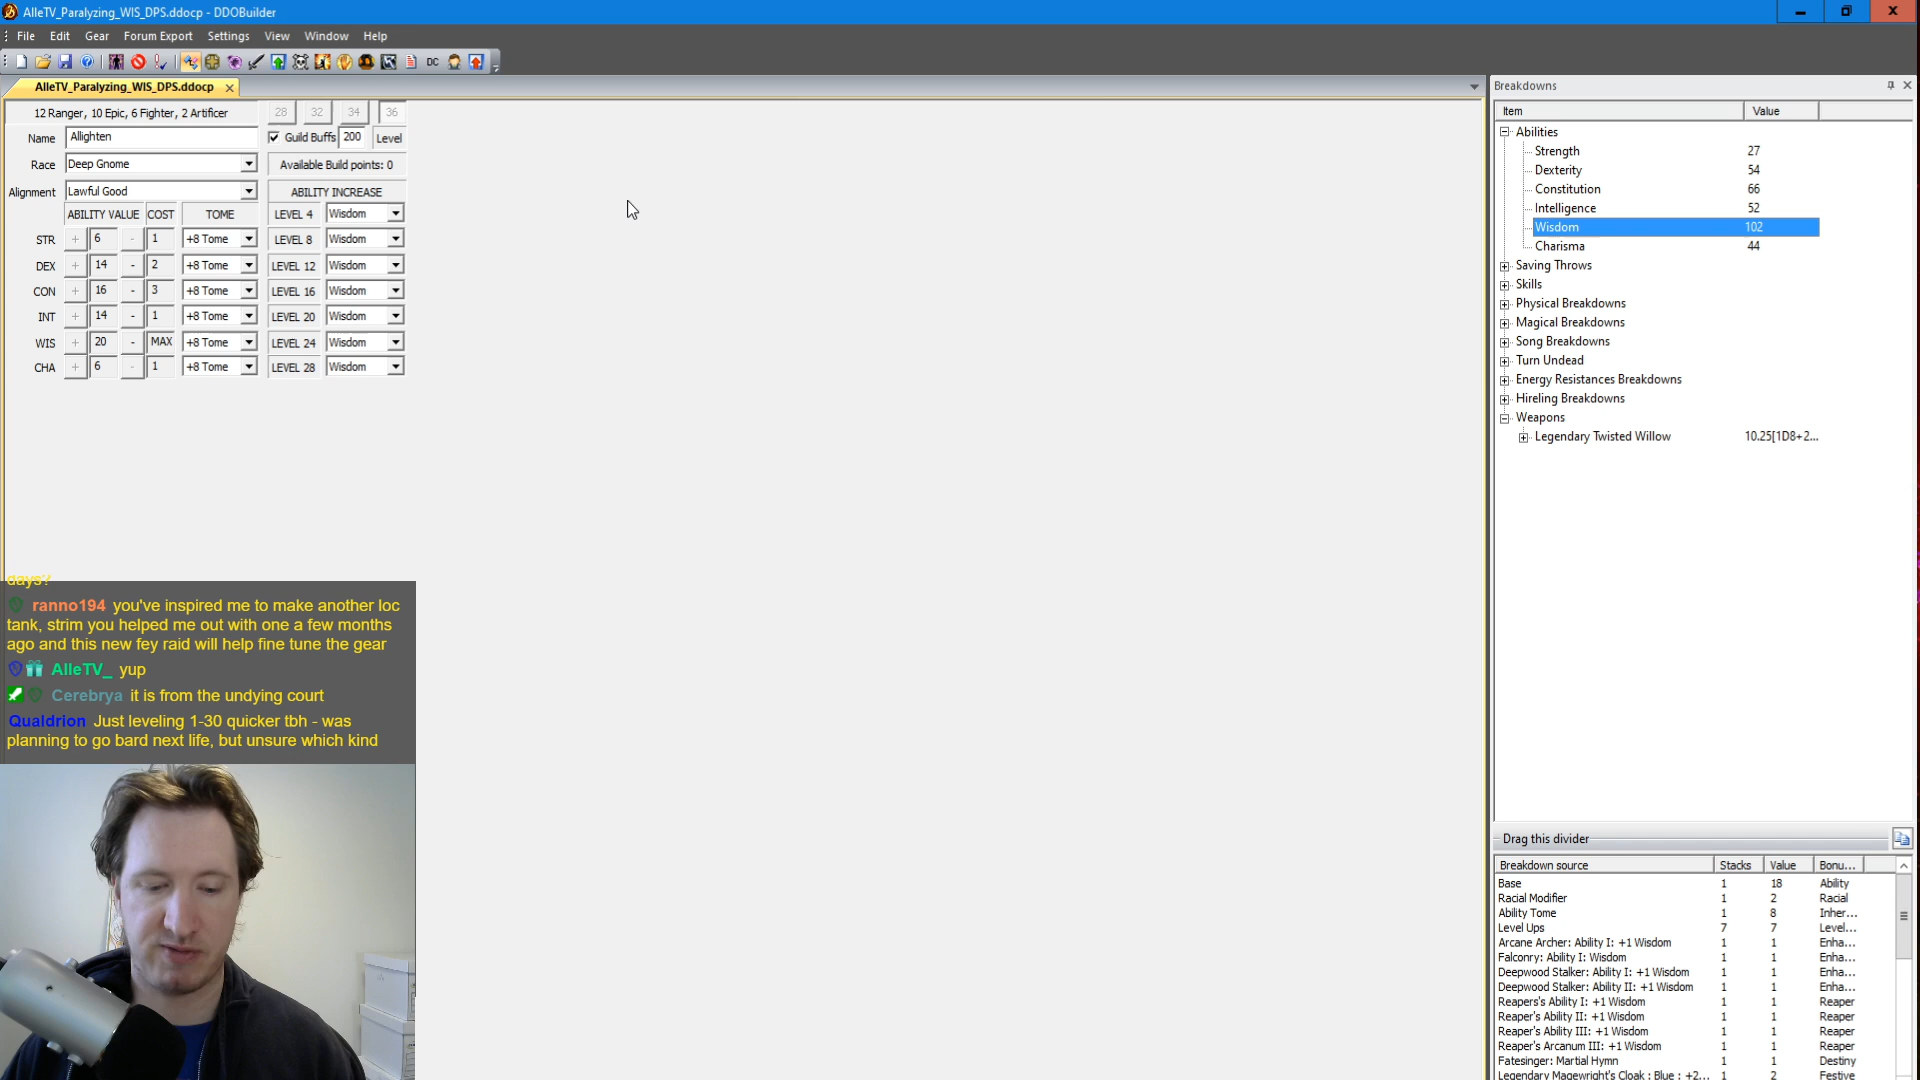 AlleTV_Paralyzing_WIS_DPS.ddocp - DDOBuilder
File Edit Gear Forum Export Settings View Window Help
DC
AlleTV_Paralyzing_WIS_DPS.ddocp
12 Ranger, 10 Epic, 6 Fighter, 2 Artificer 28 32 34 36
Name Allighten Guild Buffs 200 Level
Race Deep Gnome Available Build points: 0
Alignment Lawful Good ABILITY INCREASE
ABILITY VALUE COST TOME LEVEL 4 Wisdom
STR + 6 - 1 +8 Tome LEVEL 8 Wisdom
DEX + 14 - 2 +8 Tome LEVEL 12 Wisdom
CON + 16 - 3 +8 Tome LEVEL 16 Wisdom
INT + 14 - 1 +8 Tome LEVEL 20 Wisdom
WIS + 20 - MAX +8 Tome LEVEL 24 Wisdom
CHA + 6 - 1 +8 Tome LEVEL 28 Wisdom
days?
ranno194 you've inspired me to make another loc
tank, strim you helped me out with one a few months
ago and this new fey raid will help fine tune the gear
AlleTV_ yup
Cerebrya it is from the undying court
Qualdrion Just leveling 1-30 quicker tbh - was
planning to go bard next life, but unsure which kind
Breakdowns
Item Value
Abilities
Strength 27
Dexterity 54
Constitution 66
Intelligence 52
Wisdom 102
Charisma 44
Saving Throws
Skills
Physical Breakdowns
Magical Breakdowns
Song Breakdowns
Turn Undead
Energy Resistances Breakdowns
Hireling Breakdowns
Weapons
Legendary Twisted Willow 10.25[1D8+2...
Drag this divider
Breakdown source Stacks Value Bonu...
Base 1 18 Ability
Racial Modifier 1 2 Racial
Ability Tome 1 8 Inher...
Level Ups 7 7 Level...
Arcane Archer: Ability I: +1 Wisdom 1 1 Enha...
Falconry: Ability I: Wisdom 1 1 Enha...
Deepwood Stalker: Ability I: +1 Wisdom 1 1 Enha...
Deepwood Stalker: Ability II: +1 Wisdom 1 1 Enha...
Reapers's Ability I: +1 Wisdom 1 1 Reaper
Reaper's Ability II: +1 Wisdom 1 1 Reaper
Reaper's Ability III: +1 Wisdom 1 1 Reaper
Reaper's Arcanum III: +1 Wisdom 1 1 Reaper
Fatesinger: Martial Hymn 1 1 Destiny
Legendary Magewright's Cloak : Blue : +2... 1 2 Festive